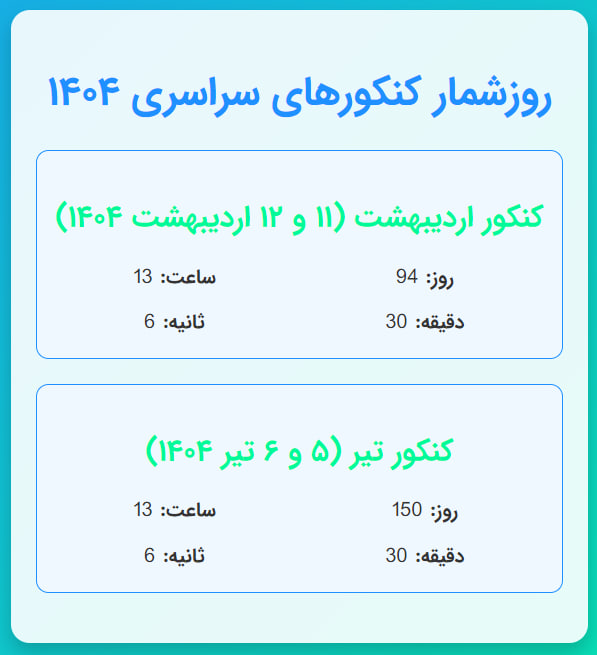 روزشمار کنکورهای سراسری ۱۴۰۴
کنکور اردیبهشت (۱۱ و ۱۲ اردیبهشت ۱۴۰۴)
روز: 94 ساعت: 13
دقیقه: 30 ثانیه: 6
کنکور تیر (۵ و ۶ تیر ۱۴۰۴)
روز: 150 ساعت: 13
دقیقه: 30 ثانیه: 6